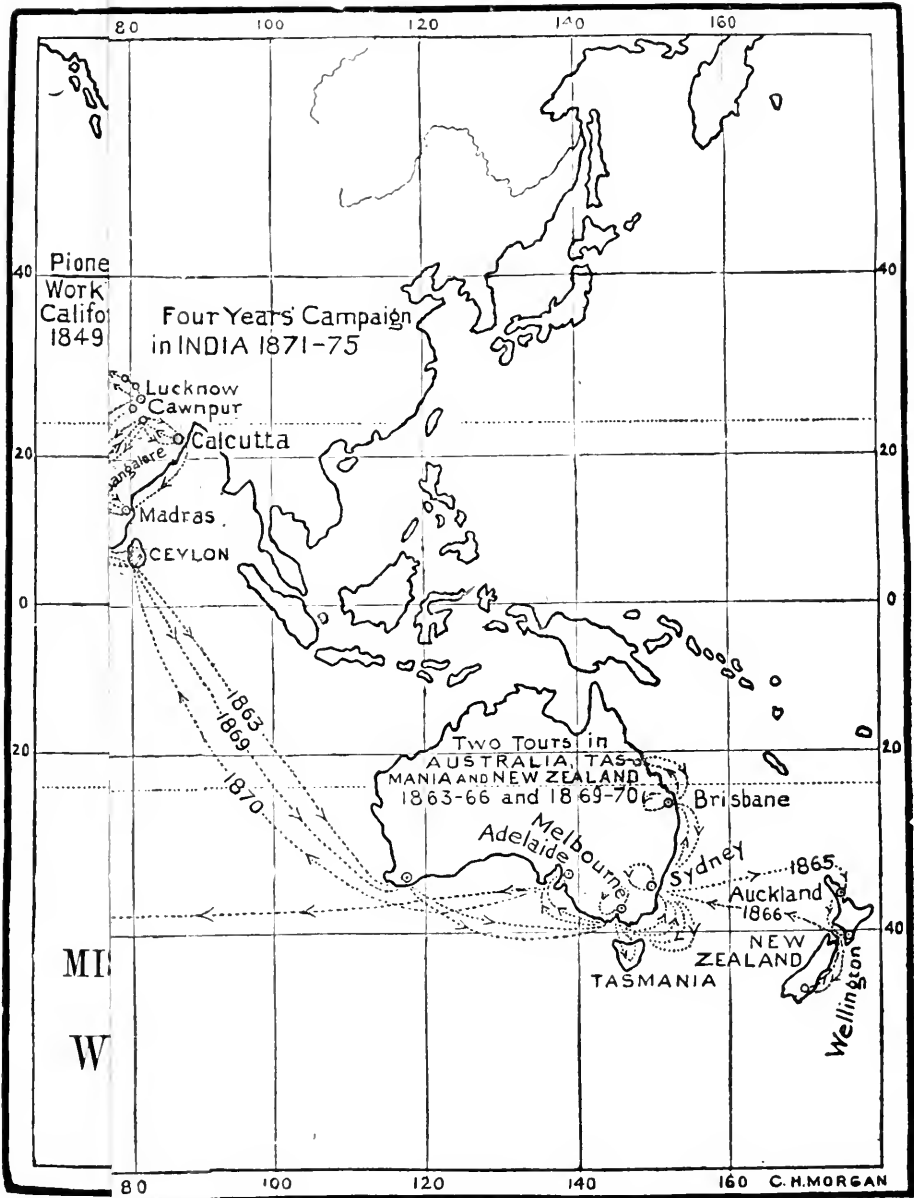 80 100 120 140 160
40 40
Pione
Work
Califo
1849
Four Years' Campaign
in INDIA 1871-75
Lucknow
Cawnpur
Calcutta
20 20
angalore
Madras
CEYLON
0 0
1863
1869
1870
20 20
Two Tours in
AUSTRALIA, TAS-
MANIA AND NEW ZEALAND
1863-66 and 1869-70
Brisbane
Melbourne
Adelaide
Sydney
1865
Auckland
1866
NEW
ZEALAND
40
TASMANIA
Wellington
MI
W
80 100 120 140 160
C.H.MORGAN